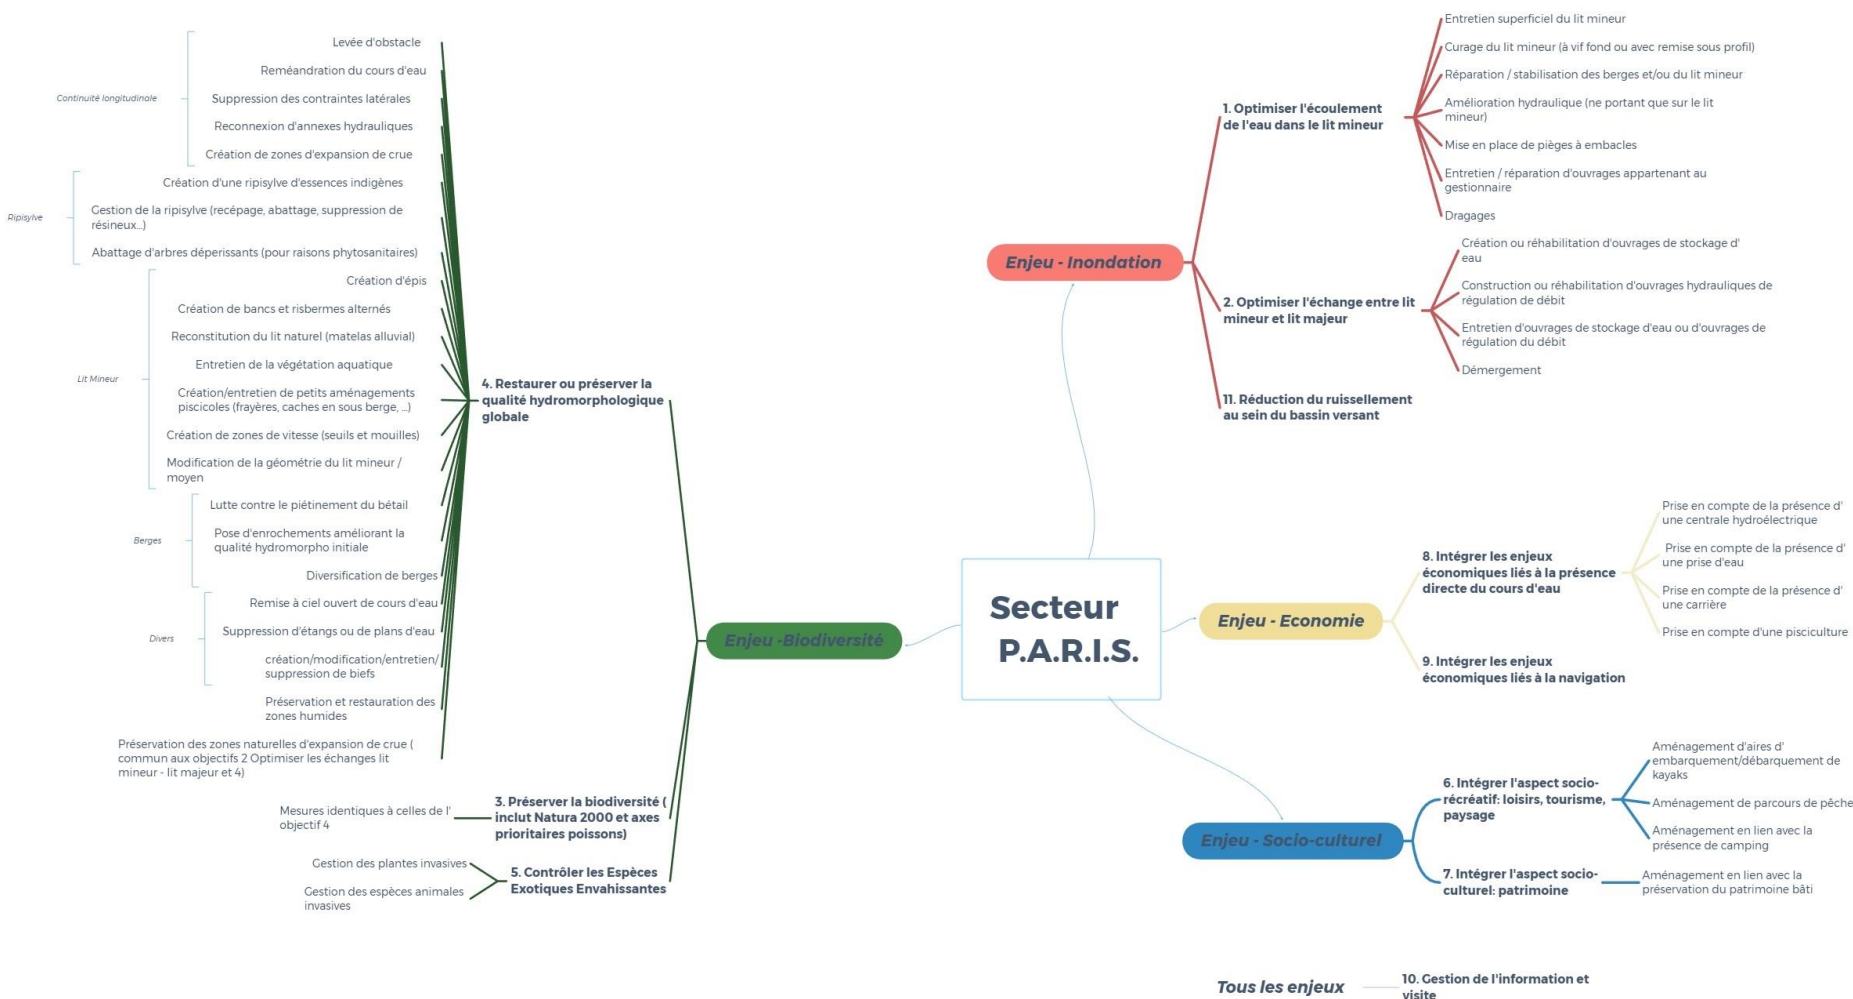 Levée d'obstacle
Reméandration du cours d'eau
Suppression des contraintes latérales
Reconnexion d'annexes hydrauliques
Création de zones d'expansion de crue
Continuité longitudinale
Création d'une ripisylve d'essences indigènes
Gestion de la ripisylve (recépage, abattage, suppression de
résineux...)
Abattage d'arbres déperissants (pour raisons phytosanitaires)
Ripisylve
Création d'épis
Création de bancs et risbermes alternés
Reconstitution du lit naturel (matelas alluvial)
Entretien de la végétation aquatique
Création/entretien de petits aménagements
piscicoles (frayères, caches en sous berge, ...)
Création de zones de vitesse (seuils et mouilles)
Modification de la géométrie du lit mineur /
moyen
Lit Mineur
Lutte contre le piétinement du bétail
Pose d'enrochements améliorant la
qualité hydromorpho initiale
Diversification de berges
Berges
Remise à ciel ouvert de cours d'eau
Suppression d'étangs ou de plans d'eau
création/modification/entretien/
suppression de biefs
Divers
Préservation et restauration des
zones humides
Préservation des zones naturelles d'expansion de crue (
commun aux objectifs 2 Optimiser les échanges lit
mineur - lit majeur et 4)
4. Restaurer ou préserver la
qualité hydromorphologique
globale
Mesures identiques à celles de l'
objectif 4
3. Préserver la biodiversité (
inclut Natura 2000 et axes
prioritaires poissons)
Gestion des plantes invasives
Gestion des espèces animales
invasives
5. Contrôler les Espèces
Exotiques Envahissantes
Enjeu -Biodiversité
Secteur
P.A.R.I.S.
Enjeu - Inondation
1. Optimiser l'écoulement
de l'eau dans le lit mineur
Entretien superficiel du lit mineur
Curage du lit mineur (à vif fond ou avec remise sous profil)
Réparation / stabilisation des berges et/ou du lit mineur
Amélioration hydraulique (ne portant que sur le lit
mineur)
Mise en place de pièges à embacles
Entretien / réparation d'ouvrages appartenant au
gestionnaire
Dragages
2. Optimiser l'échange entre lit
mineur et lit majeur
Création ou réhabilitation d'ouvrages de stockage d'
eau
Construction ou réhabilitation d'ouvrages hydrauliques de
régulation de débit
Entretien d'ouvrages de stockage d'eau ou d'ouvrages de
régulation du débit
Démergement
11. Réduction du ruissellement
au sein du bassin versant
Enjeu - Economie
8. Intégrer les enjeux
économiques liés à la présence
directe du cours d'eau
Prise en compte de la présence d'
une centrale hydroélectrique
Prise en compte de la présence d'
une prise d'eau
Prise en compte de la présence d'
une carrière
Prise en compte d'une pisciculture
9. Intégrer les enjeux
économiques liés à la navigation
Enjeu - Socio-culturel
6. Intégrer l'aspect socio-
récréatif: loisirs, tourisme,
paysage
Aménagement d'aires d'
embarquement/débarquement de
kayaks
Aménagement de parcours de pêche
Aménagement en lien avec la
présence de camping
7. Intégrer l'aspect socio-
culturel: patrimoine
Aménagement en lien avec la
préservation du patrimoine bâti
Tous les enjeux
10. Gestion de l'information et
visite